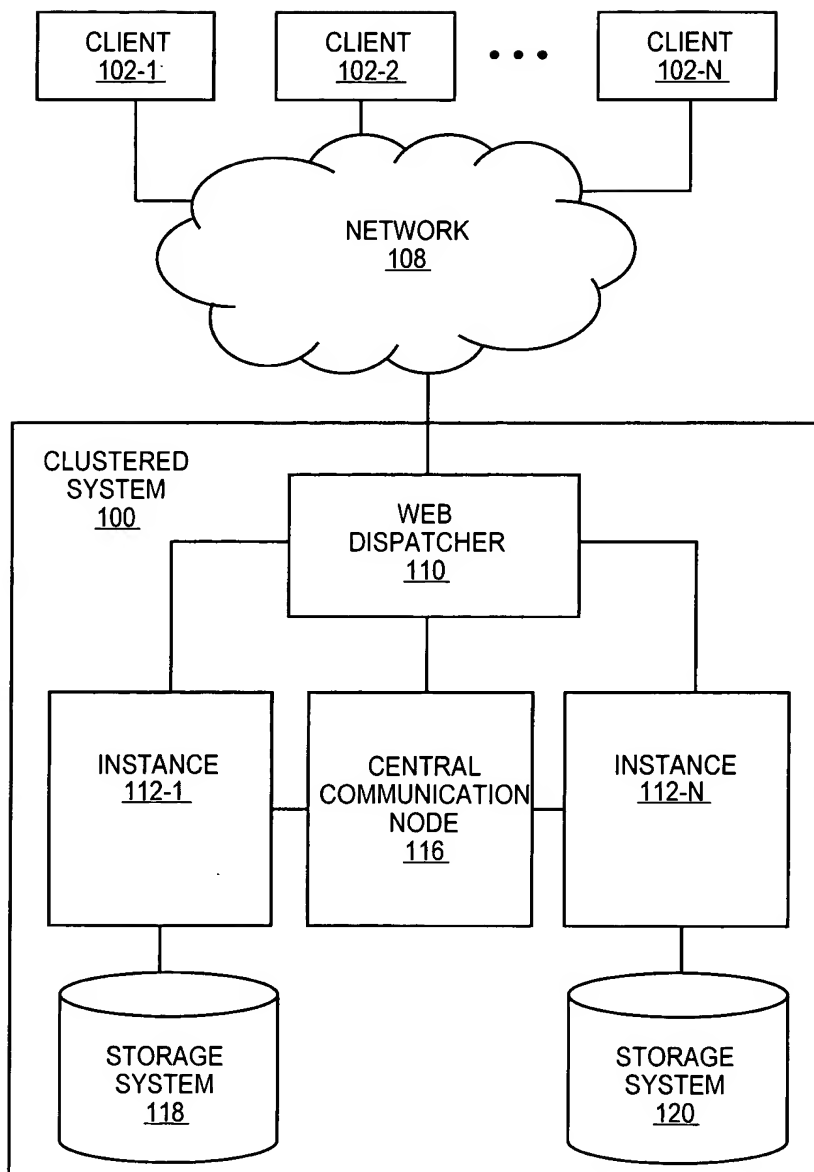 CLIENT
102-1
CLIENT
102-2
CLIENT
102-N
NETWORK
108
CLUSTERED
SYSTEM
100
WEB
DISPATCHER
110
INSTANCE
112-1
CENTRAL
COMMUNICATION
NODE
116
INSTANCE
112-N
STORAGE
SYSTEM
118
STORAGE
SYSTEM
120